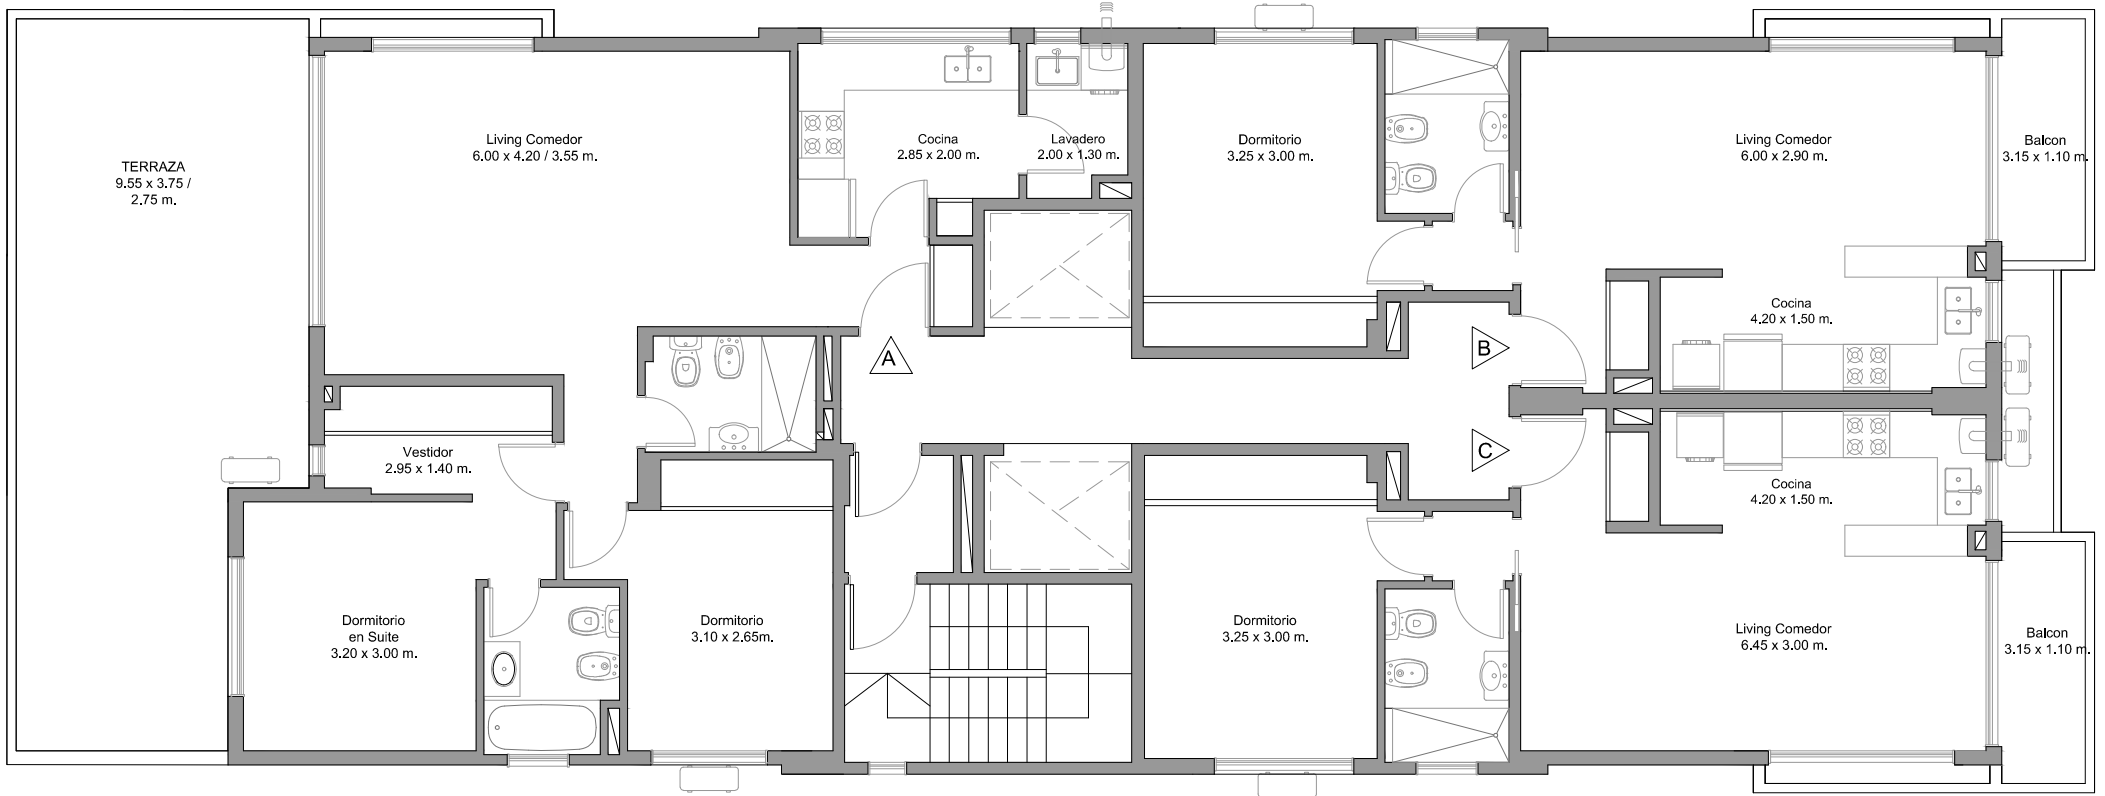 TERRAZA
9.55 x 3.75 /
2.75 m.
Living Comedor
6.00 x 4.20 / 3.55 m.
Cocina
2.85 x 2.00 m.
Lavadero
2.00 x 1.30 m.
Dormitorio
3.25 x 3.00 m.
Living Comedor
6.00 x 2.90 m.
Balcon
3.15 x 1.10 m.
Cocina
4.20 x 1.50 m.
A
B
C
Vestidor
2.95 x 1.40 m.
Cocina
4.20 x 1.50 m.
Dormitorio
en Suite
3.20 x 3.00 m.
Dormitorio
3.10 x 2.65m.
Dormitorio
3.25 x 3.00 m.
Living Comedor
6.45 x 3.00 m.
Balcon
3.15 x 1.10 m.